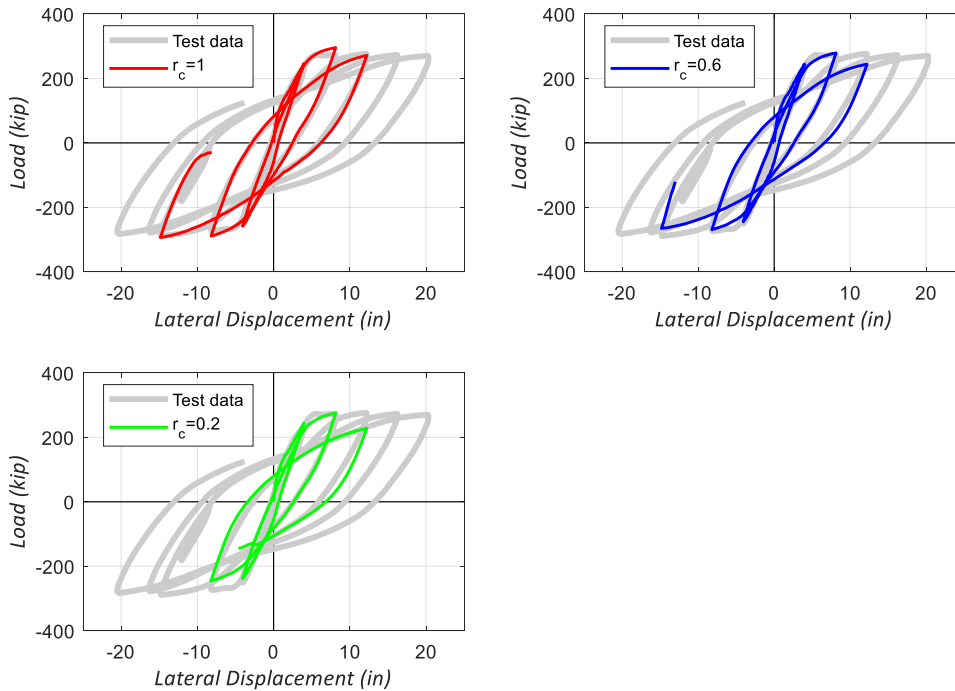 400
200
0
-200
-400
Load (kip)
Test data
r_c=1
-20 -10 0 10 20
Lateral Displacement (in)
400
200
0
-200
-400
Load (kip)
Test data
r_c=0.6
-20 -10 0 10 20
Lateral Displacement (in)
400
200
0
-200
-400
Load (kip)
Test data
r_c=0.2
-20 -10 0 10 20
Lateral Displacement (in)